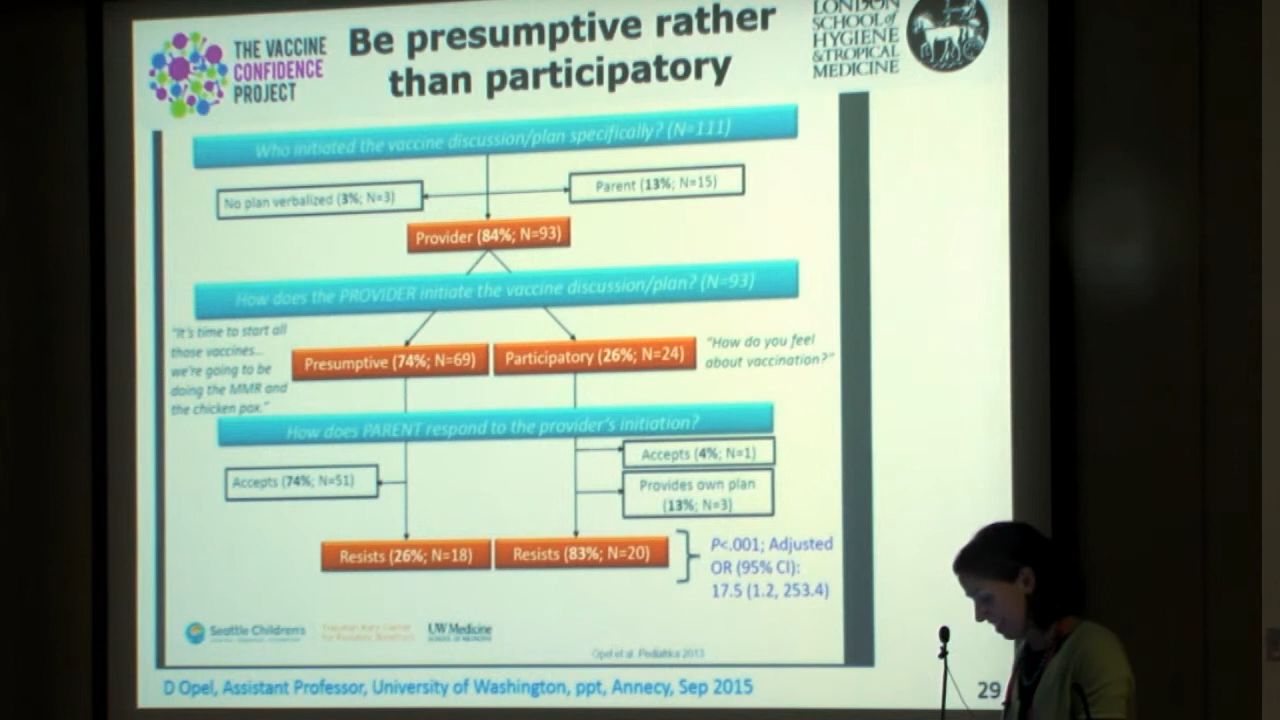 THE VACCINE
CONFIDENCE
PROJECT
Be presumptive rather
than participatory
LONDON
SCHOOL of
HYGIENE
&TROPICAL
MEDICINE
Who initiated the vaccine discussion/plan specifically? (N=111)
No plan verbalized (3%; N=3)
Parent (13%; N=15)
Provider (84%; N=93)
How does the PROVIDER initiate the vaccine discussion/plan? (N=93)
"It's time to start all
those vaccines...
we're going to be
doing the MMR and
the chicken pox."
Presumptive (74%; N=69)
Participatory (26%; N=24)
"How do you feel
about vaccination?"
How does PARENT respond to the provider's initiation?
Accepts (74%; N=51)
Accepts (4%; N=1)
Provides own plan
(13%; N=3)
Resists (26%; N=18)
Resists (83%; N=20)
P<.001; Adjusted
OR (95% CI):
17.5 (1.2, 253.4)
Seattle Children's
UW Medicine
SCHOOL OF MEDICINE
Opel et al. Pediatrics 2013
D Opel, Assistant Professor, University of Washington, ppt, Annecy, Sep 2015
29